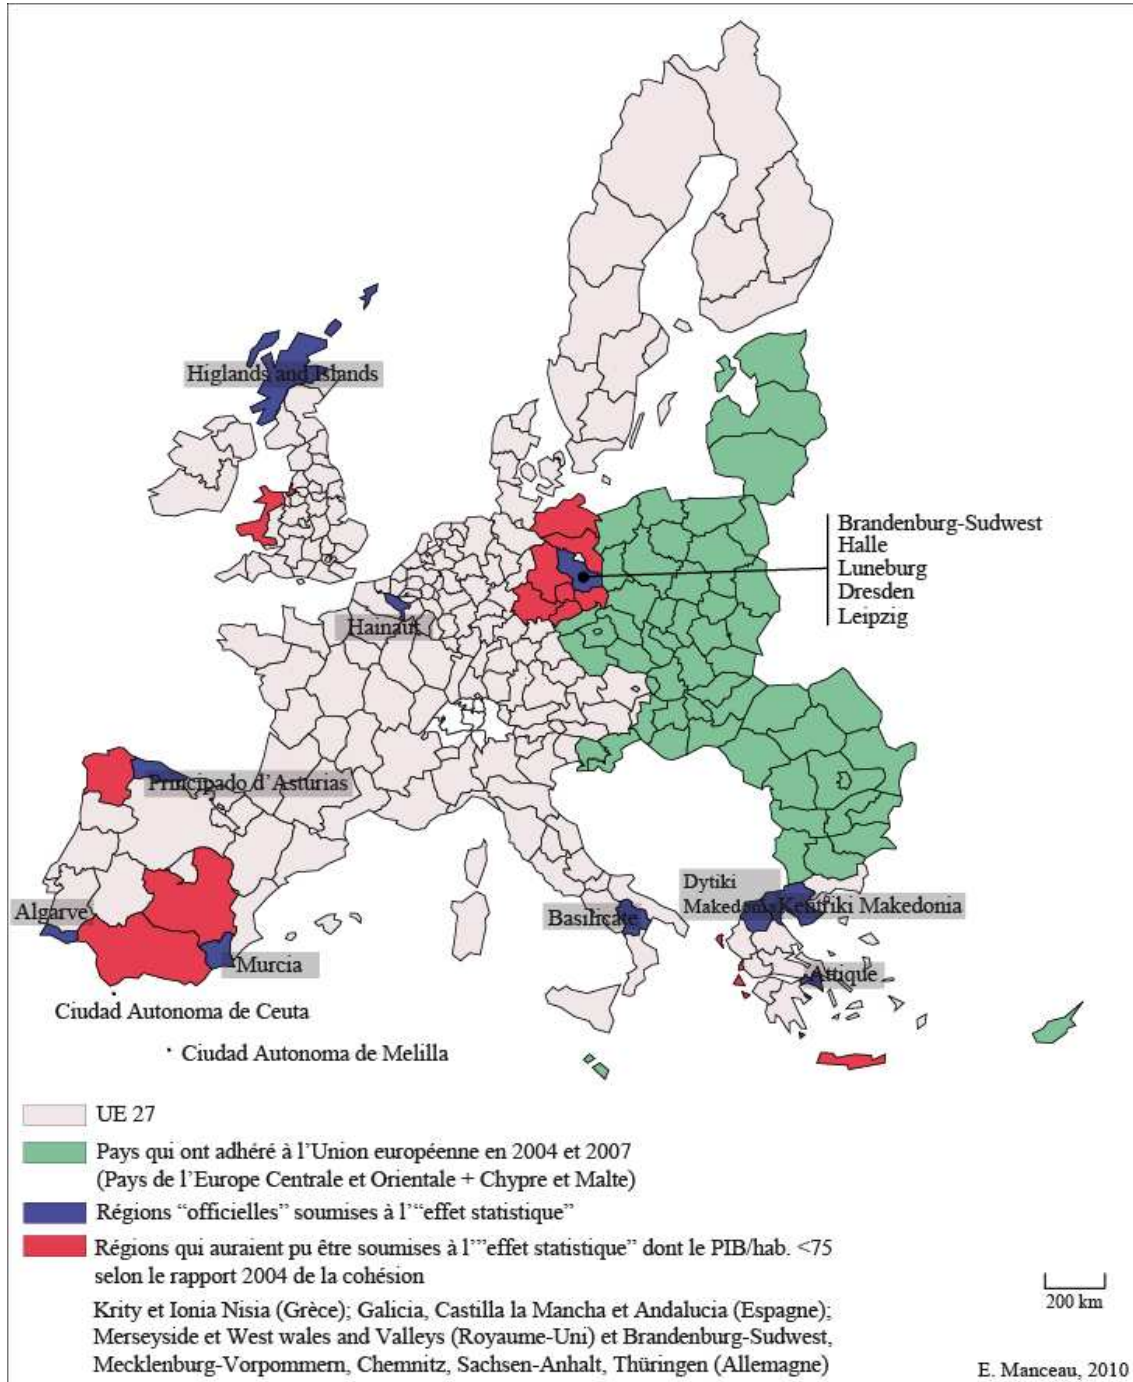 Higlands and Islands
Brandenburg-Sudwest
Halle
Luneburg
Dresden
Leipzig
Hainaut
Principado d'Asturias
Dytiki
Makedonia
Kentriki Makedonia
Algarve
Basilicate
Murcia
Attique
Ciudad Autonoma de Ceuta
Ciudad Autonoma de Melilla
UE 27
Pays qui ont adhéré à l'Union européenne en 2004 et 2007
(Pays de l'Europe Centrale et Orientale + Chypre et Malte)
Régions “officielles” soumises à l'“effet statistique”
Régions qui auraient pu être soumises à l'”effet statistique” dont le PIB/hab. <75
selon le rapport 2004 de la cohésion
200 km
Krity et Ionia Nisia (Grèce); Galicia, Castilla la Mancha et Andalucia (Espagne);
Merseyside et West wales and Valleys (Royaume-Uni) et Brandenburg-Sudwest,
Mecklenburg-Vorpommern, Chemnitz, Sachsen-Anhalt, Thüringen (Allemagne)
E. Manceau, 2010